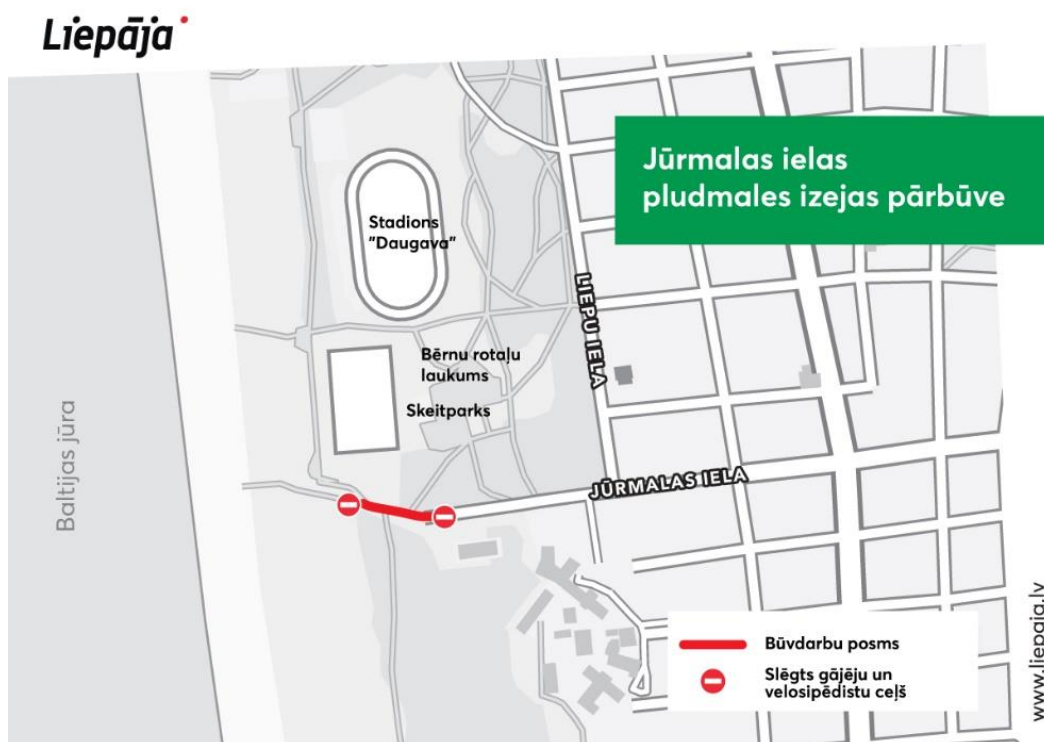 Liepāja
Jūrmalas ielas
pludmales izejas pārbūve
Stadions
"Daugava"
LIEPU IELA
Bērnu rotaļu
laukums
Skeitparks
Baltijas jūra
JŪRMALAS IELA
Būvdarbu posms
Slēgts gājēju un
velosipēdistu ceļš
www.liepaja.lv